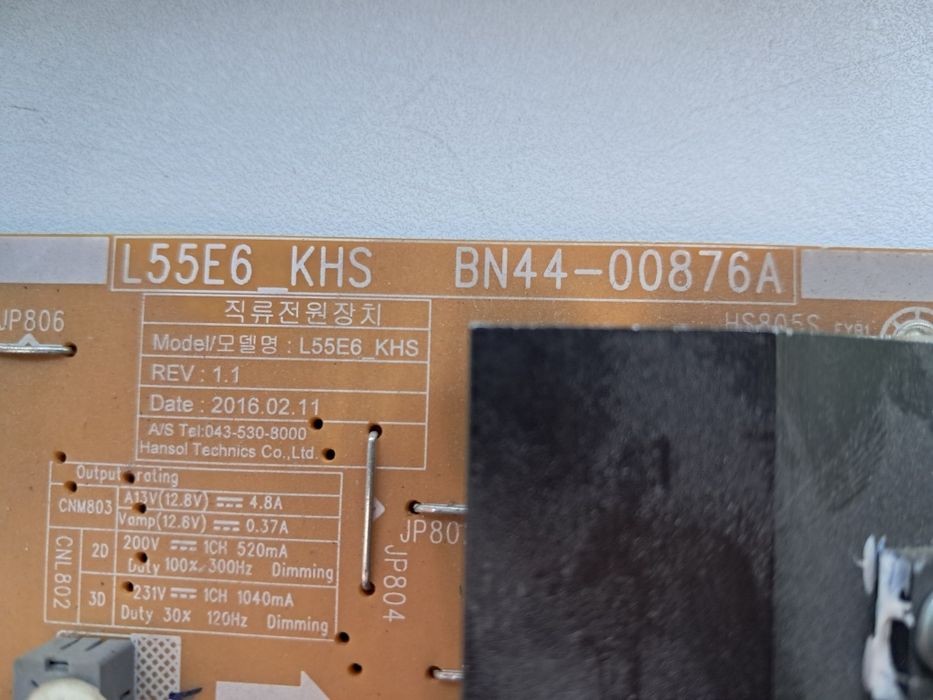 L55E6_KHS BN44-00876A
직류전원장치
Model/모델명 : L55E6_KHS
REV : 1.1
Date : 2016.02.11
A/S Tel:043-530-8000
Hansol Technics Co.,Ltd.
JP806
HS805S
Output rating
CNM803
A13V(12.8V) ⎓ 4.8A
Vamp(12.8V) ⎓ 0.37A
CNL802
2D
200V ⎓ 1CH 520mA
Duty 100% 300Hz Dimming
3D
231V ⎓ 1CH 1040mA
Duty 30% 120Hz Dimming
JP804